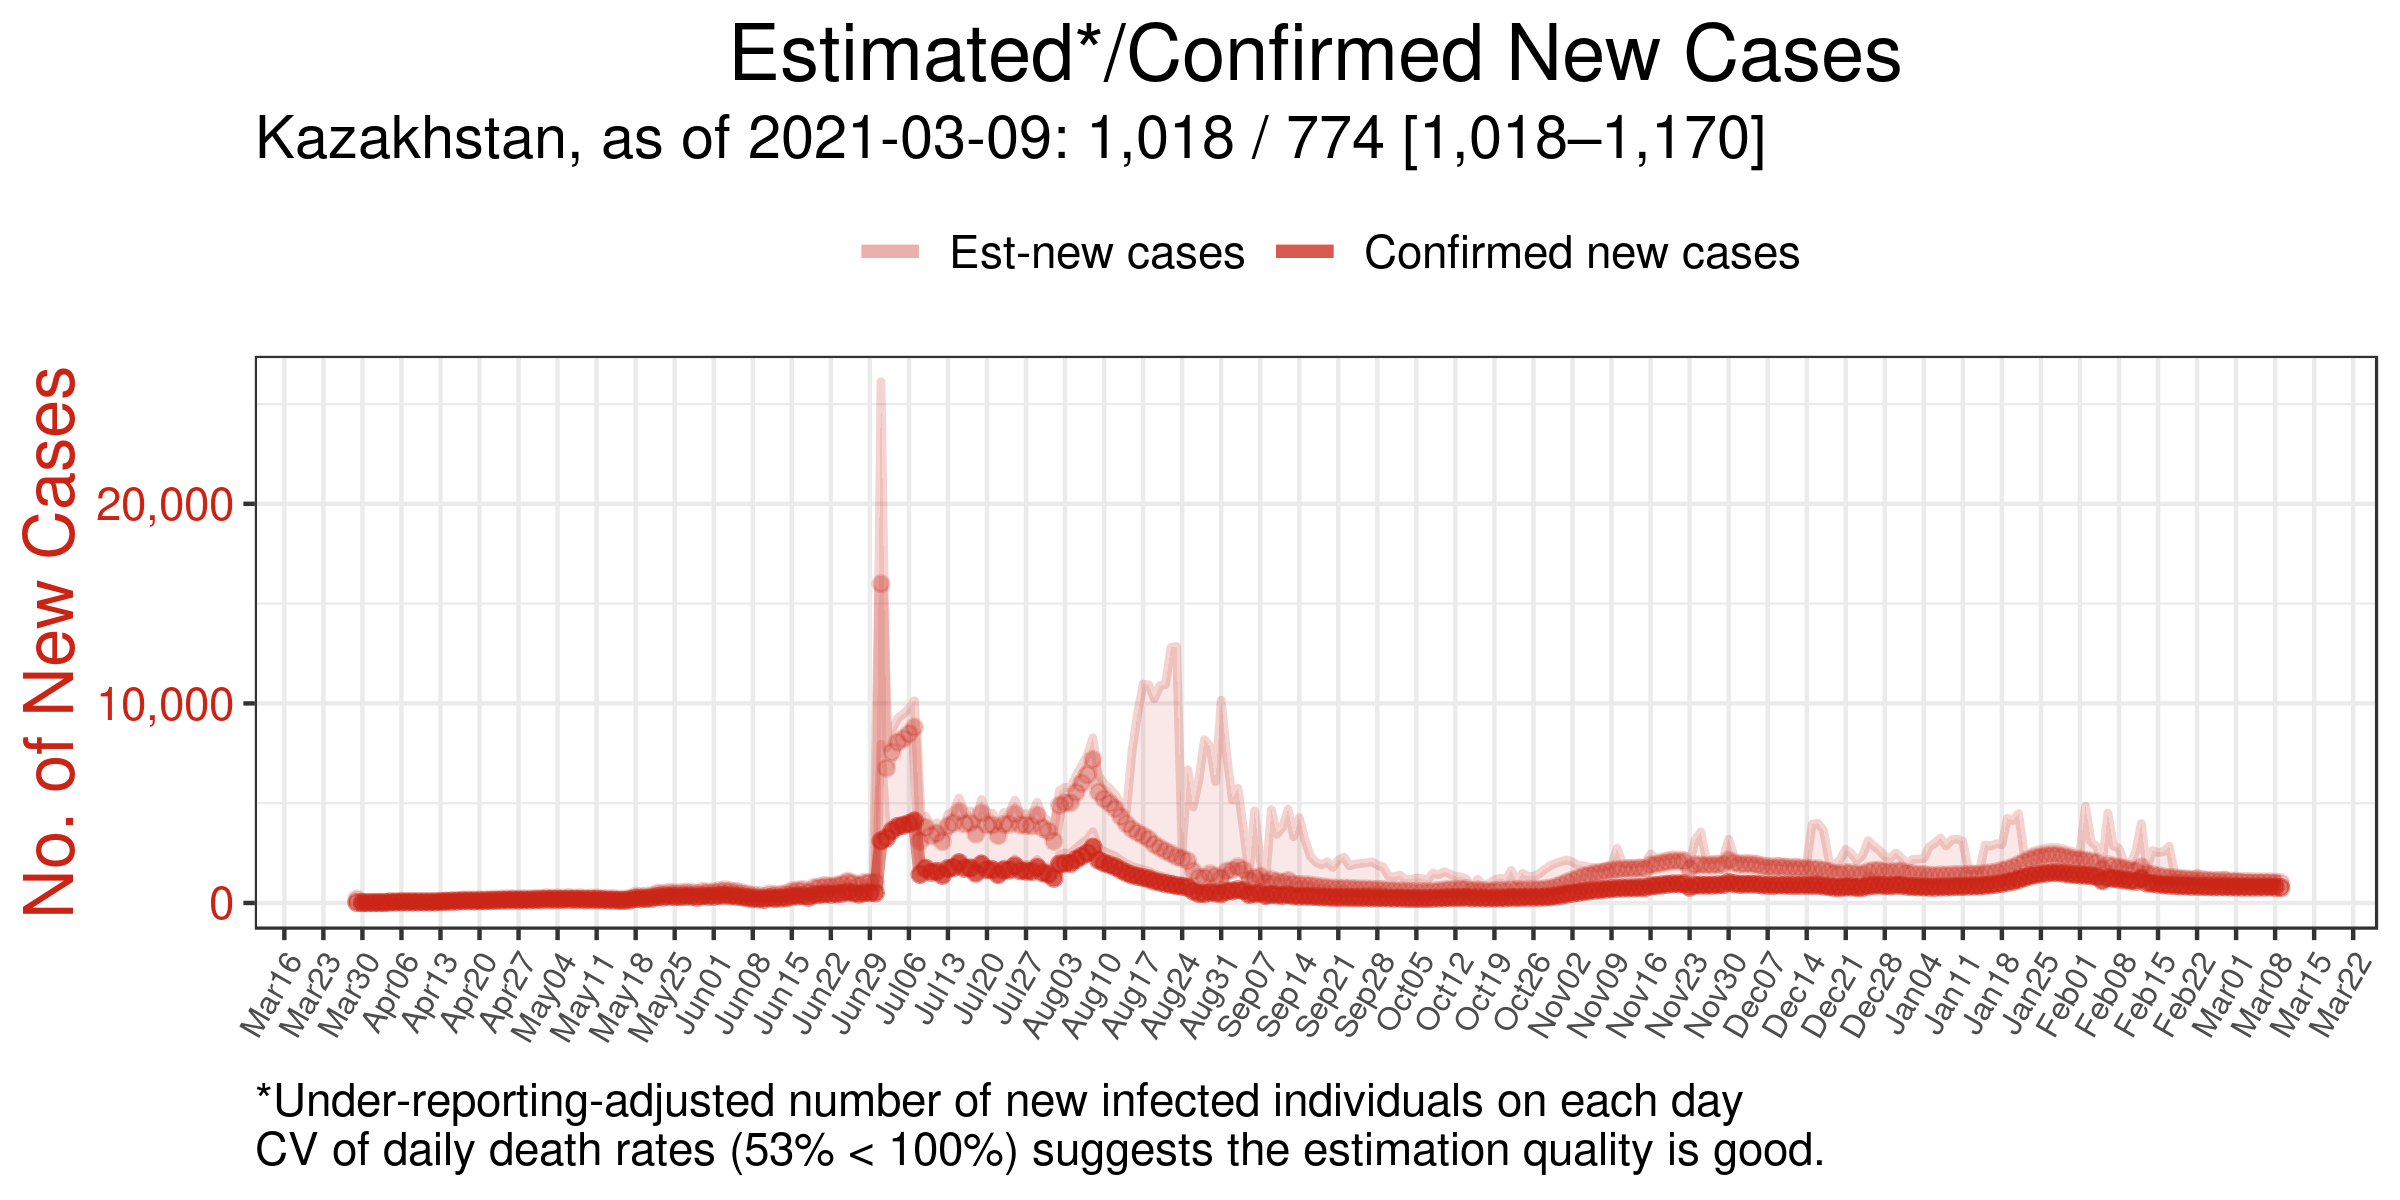 Estimated*/Confirmed New Cases
Kazakhstan, as of 2021-03-09: 1,018 / 774 [1,018–1,170]
Est-new cases Confirmed new cases
No. of New Cases
20,000
10,000
0
Mar16 Mar23 Mar30 Apr06 Apr13 Apr20 Apr27 May04 May11 May18 May25 Jun01 Jun08 Jun15 Jun22 Jun29 Jul06 Jul13 Jul20 Jul27 Aug03 Aug10 Aug17 Aug24 Aug31 Sep07 Sep14 Sep21 Sep28 Oct05 Oct12 Oct19 Oct26 Nov02 Nov09 Nov16 Nov23 Nov30 Dec07 Dec14 Dec21 Dec28 Jan04 Jan11 Jan18 Jan25 Feb01 Feb08 Feb15 Feb22 Mar01 Mar08 Mar15 Mar22
*Under-reporting-adjusted number of new infected individuals on each day
CV of daily death rates (53% < 100%) suggests the estimation quality is good.